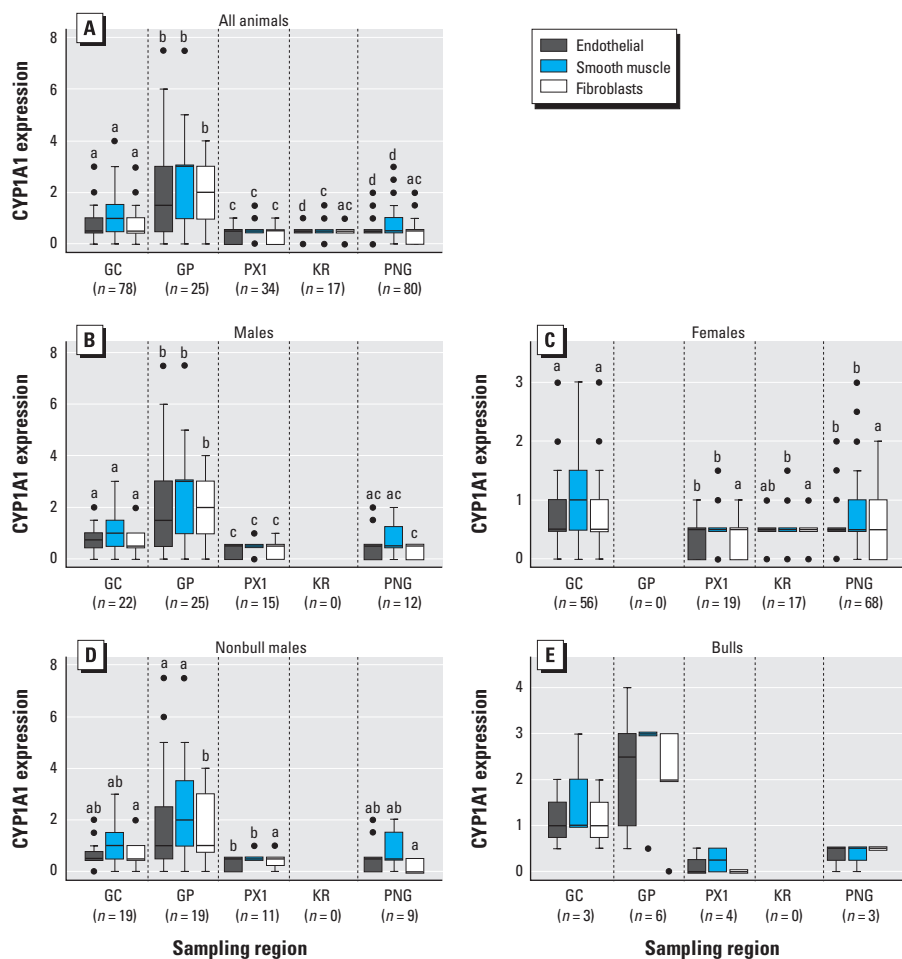 A
All animals
8
6
4
2
0
CYP1A1 expression
a a a
b b b
c c c
d c ac
d d ac
GC GP PX1 KR PNG
(n = 78) (n = 25) (n = 34) (n = 17) (n = 80)
Endothelial
Smooth muscle
Fibroblasts
B
Males
8
6
4
2
0
CYP1A1 expression
a a a
b b b
c c c
ac ac c
GC GP PX1 KR PNG
(n = 22) (n = 25) (n = 15) (n = 0) (n = 12)
C
Females
3
2
1
0
CYP1A1 expression
a a
b a
ab b a
b b a
GC GP PX1 KR PNG
(n = 56) (n = 0) (n = 19) (n = 17) (n = 68)
D
Nonbull males
8
6
4
2
0
CYP1A1 expression
ab ab a
a a b
b b a
ab ab a
GC GP PX1 KR PNG
(n = 19) (n = 19) (n = 11) (n = 0) (n = 9)
Sampling region
E
Bulls
4
3
2
1
0
CYP1A1 expression
GC GP PX1 KR PNG
(n = 3) (n = 6) (n = 4) (n = 0) (n = 3)
Sampling region